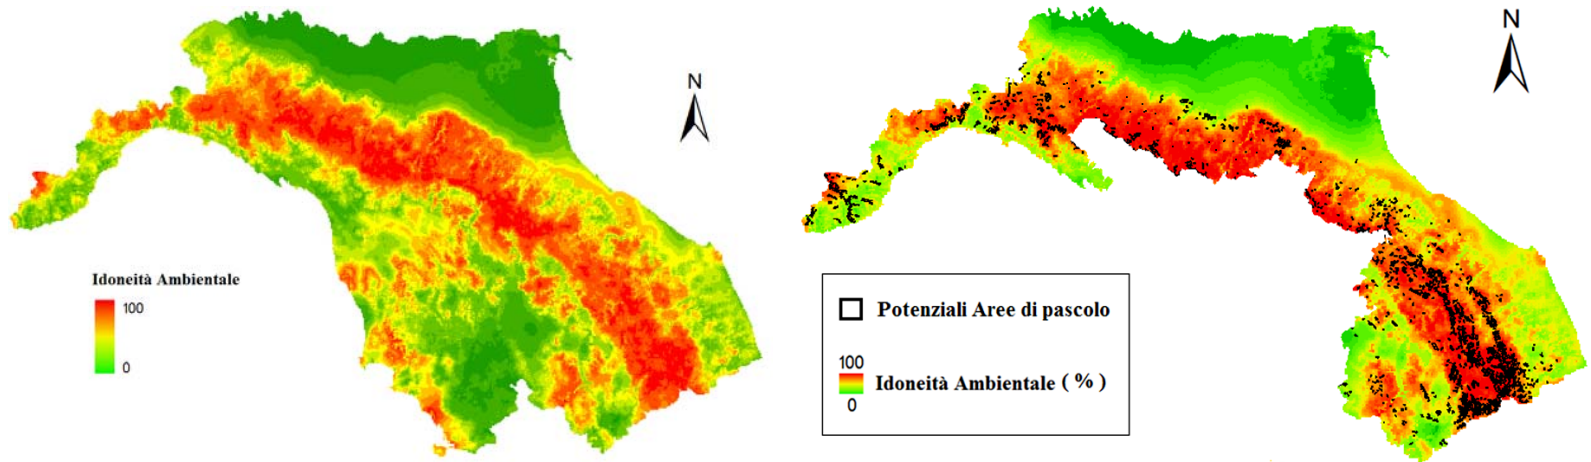 N
Idoneità Ambientale
100
0
N
Potenziali Aree di pascolo
100
Idoneità Ambientale ( % )
0